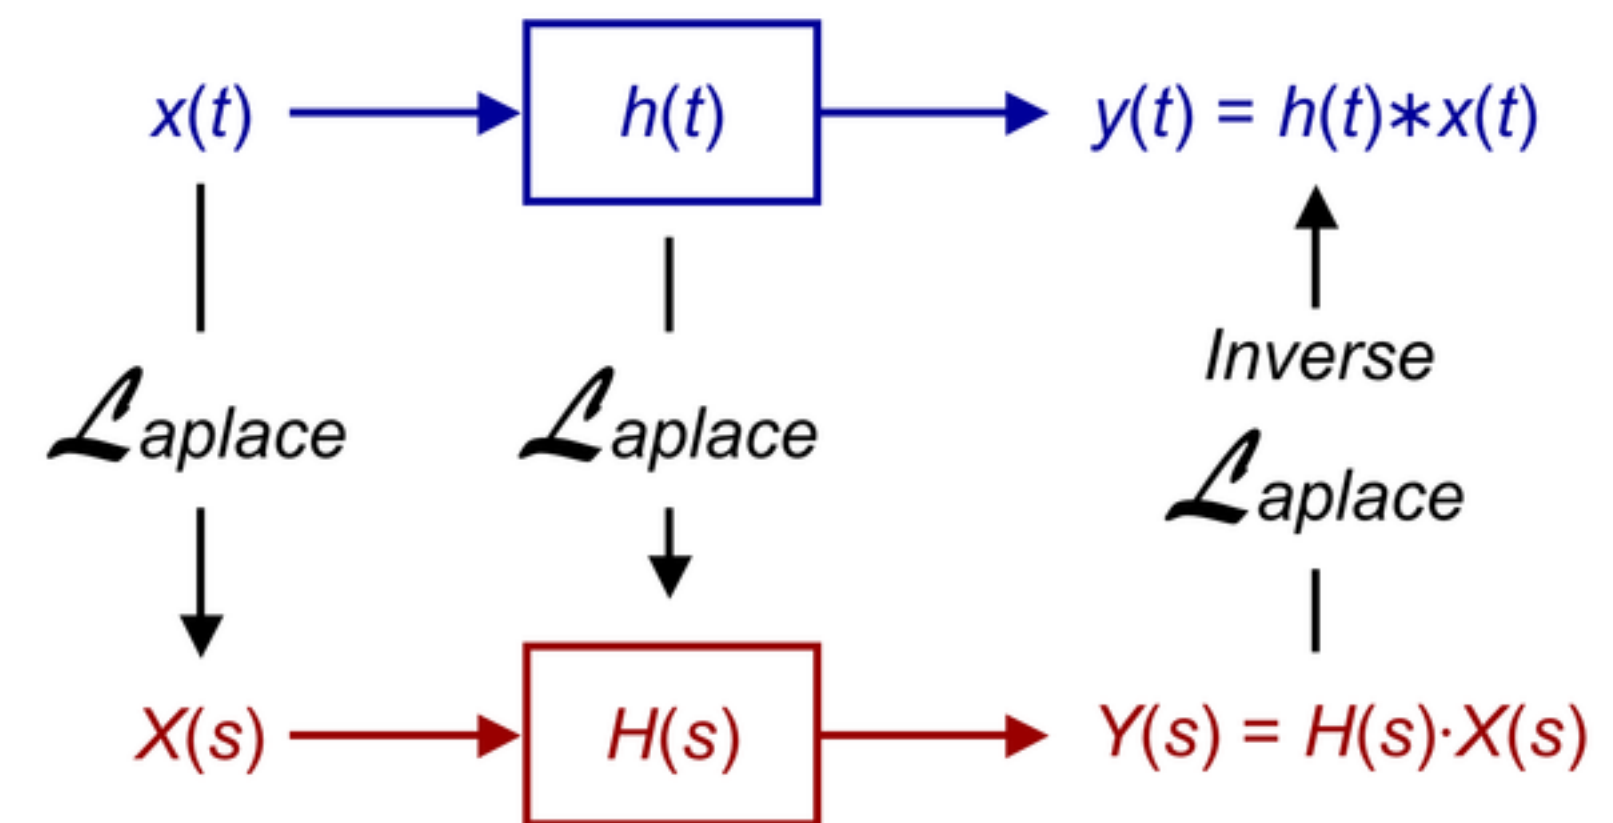 x(t)
h(t)
y(t) = h(t)∗x(t)
ℒaplace
ℒaplace
Inverse
ℒaplace
X(s)
H(s)
Y(s) = H(s)·X(s)